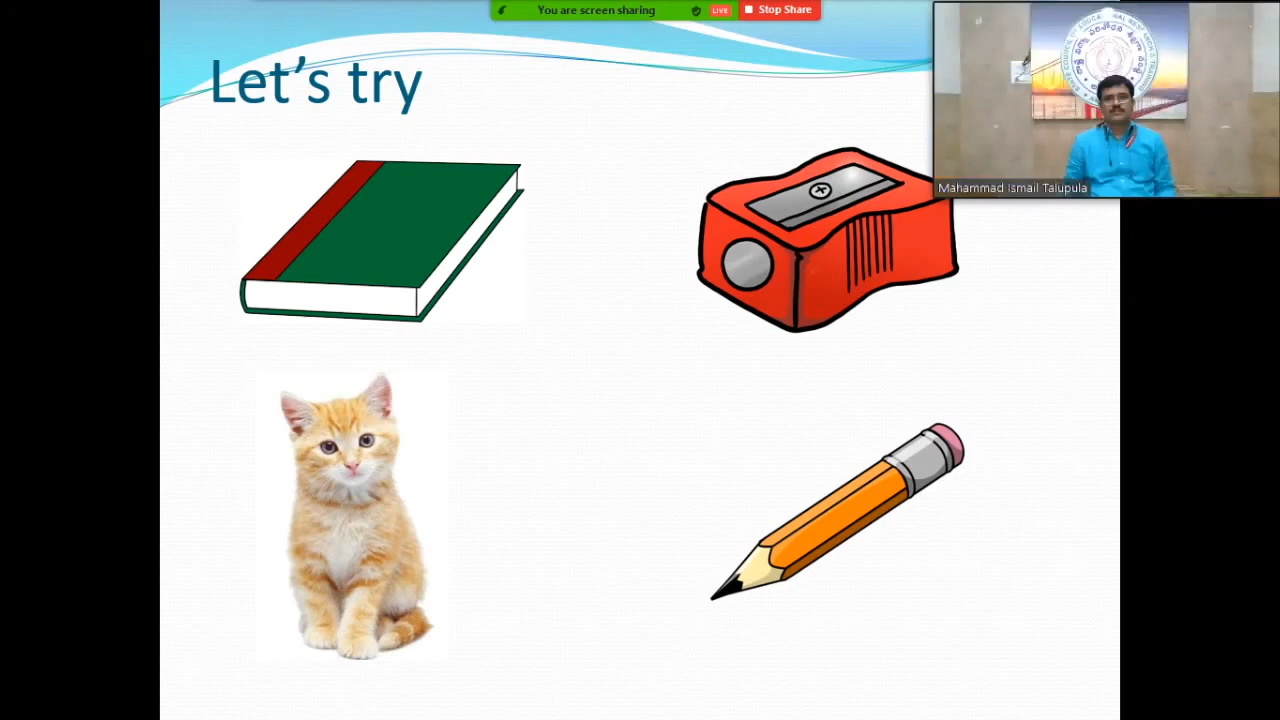 You are screen sharing
LIVE
Stop Share
Let's try
Mahammad Ismail Talupula